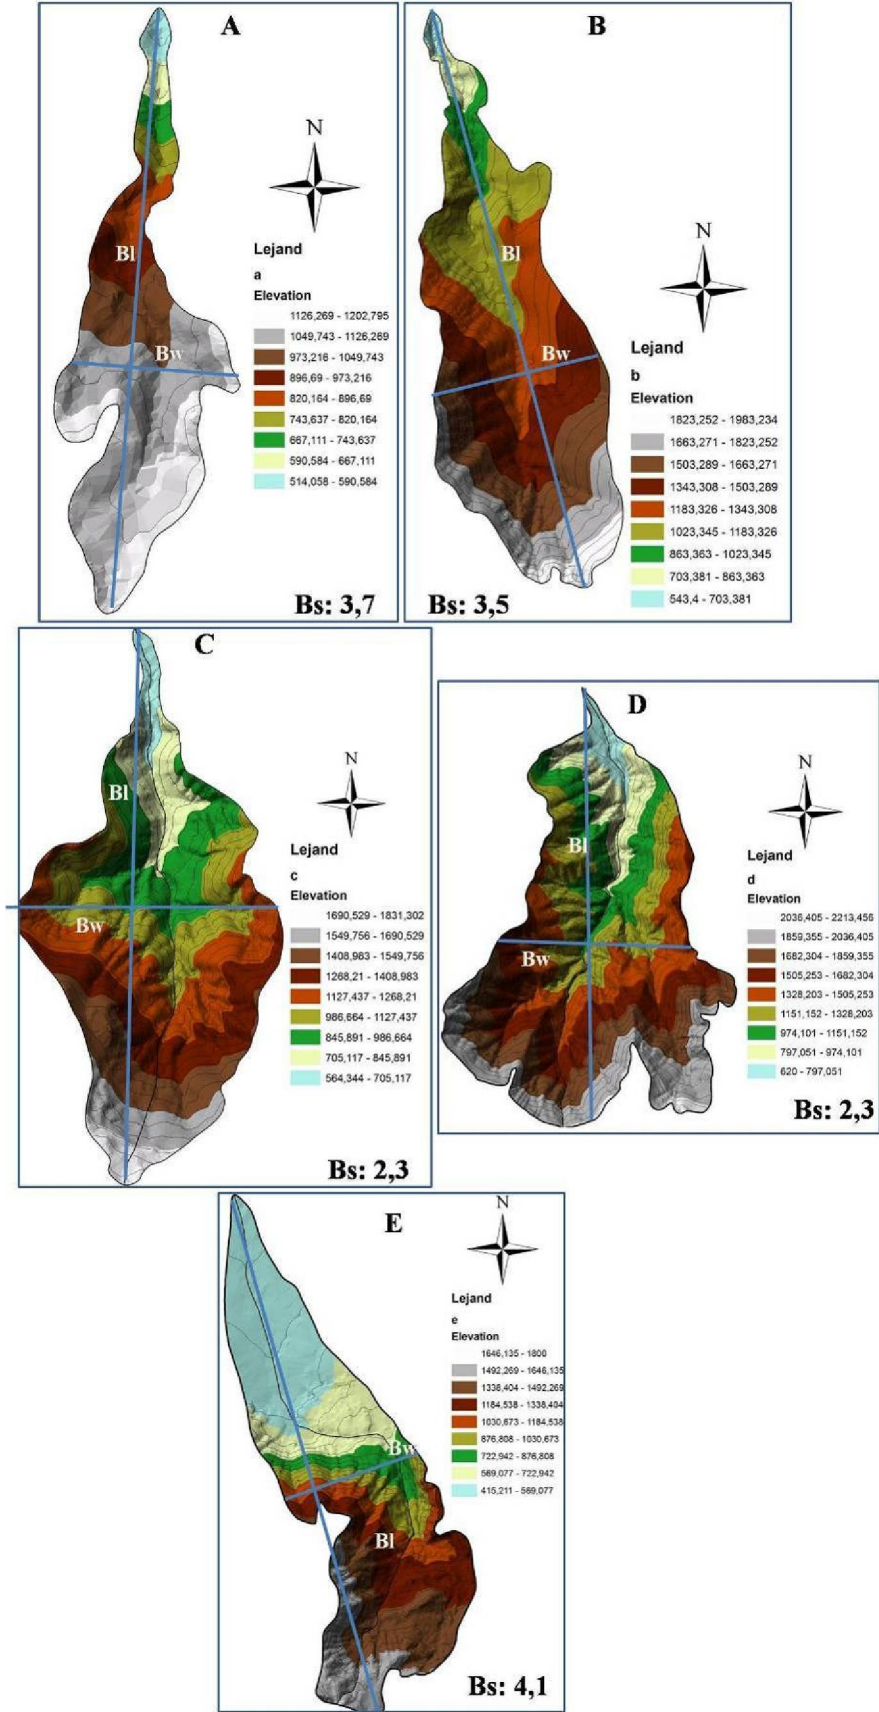 A
N
Bl
Bw
Lejand
a
Elevation
1126,269 - 1202,795
1049,743 - 1126,269
973,216 - 1049,743
896,69 - 973,216
820,164 - 896,69
743,637 - 820,164
667,111 - 743,637
590,584 - 667,111
514,058 - 590,584
Bs: 3,7
B
N
Bl
Bw
Lejand
b
Elevation
1823,252 - 1983,234
1663,271 - 1823,252
1503,289 - 1663,271
1343,308 - 1503,289
1183,326 - 1343,308
1023,345 - 1183,326
863,363 - 1023,345
703,381 - 863,363
543,4 - 703,381
Bs: 3,5
C
N
Bl
Bw
Lejand
c
Elevation
1690,529 - 1831,302
1549,756 - 1690,529
1408,983 - 1549,756
1268,21 - 1408,983
1127,437 - 1268,21
986,664 - 1127,437
845,891 - 986,664
705,117 - 845,891
564,344 - 705,117
Bs: 2,3
D
N
Bl
Bw
Lejand
d
Elevation
2036,405 - 2213,456
1859,355 - 2036,405
1682,304 - 1859,355
1505,253 - 1682,304
1328,203 - 1505,253
1151,152 - 1328,203
974,101 - 1151,152
797,051 - 974,101
620 - 797,051
Bs: 2,3
E
N
Bw
Bl
Lejand
e
Elevation
1646,135 - 1800
1492,269 - 1646,135
1338,404 - 1492,269
1184,538 - 1338,404
1030,673 - 1184,538
876,808 - 1030,673
722,942 - 876,808
569,077 - 722,942
415,211 - 569,077
Bs: 4,1